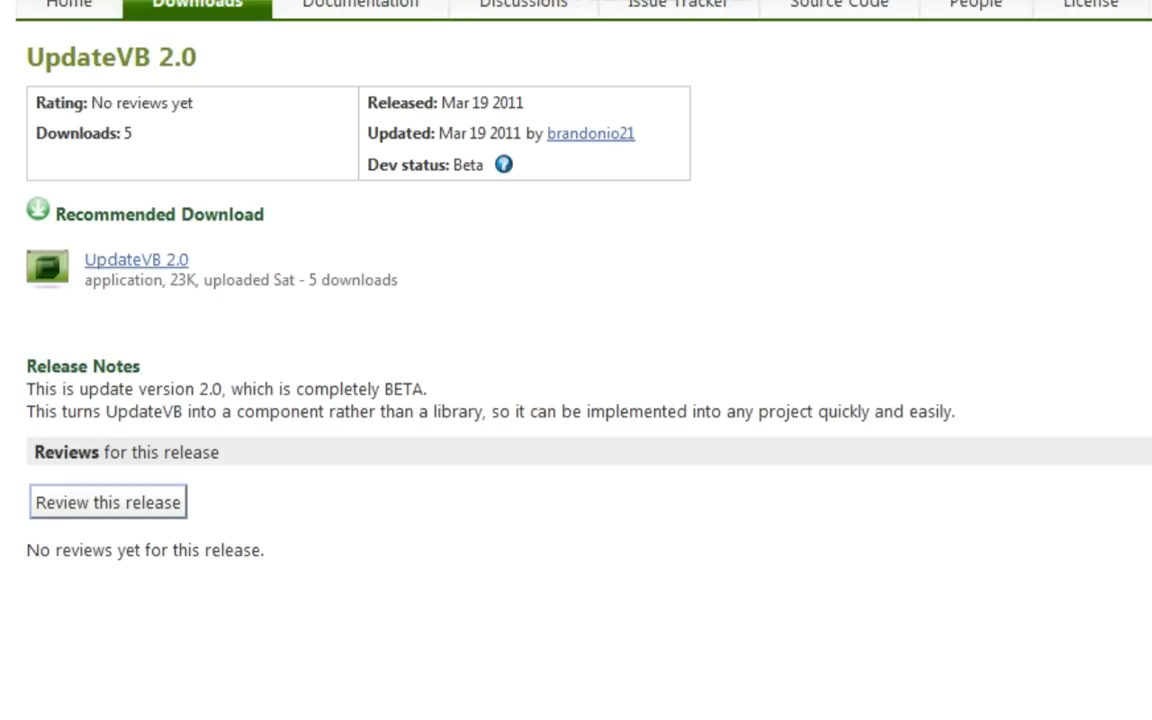 Home Downloads Documentation Discussions Issue Tracker Source Code People License
UpdateVB 2.0
Rating: No reviews yet
Downloads: 5
Released: Mar 19 2011
Updated: Mar 19 2011 by brandonio21
Dev status: Beta ?
Recommended Download
UpdateVB 2.0
application, 23K, uploaded Sat - 5 downloads
Release Notes
This is update version 2.0, which is completely BETA.
This turns UpdateVB into a component rather than a library, so it can be implemented into any project quickly and easily.
Reviews for this release
Review this release
No reviews yet for this release.